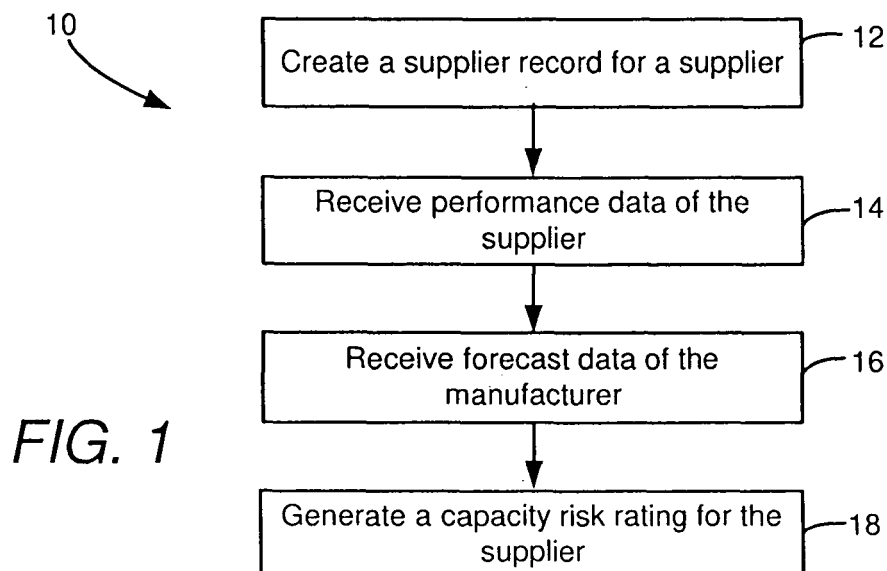 10
Create a supplier record for a supplier
12
Receive performance data of the
supplier
14
Receive forecast data of the
manufacturer
16
FIG. 1
Generate a capacity risk rating for the
supplier
18